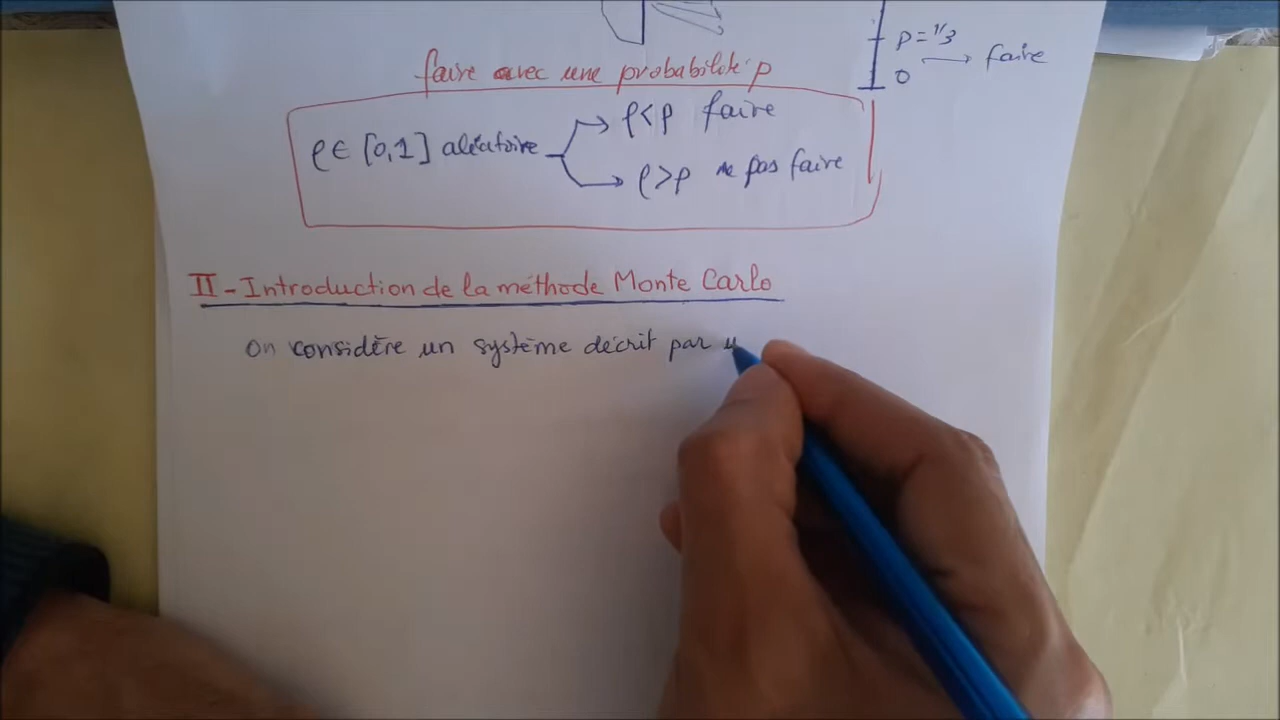 p = 1/3
0 → faire
faire avec une probabilité p
ρ ∈ [0,1] aléatoire
ρ<p faire
ρ>p ne pas faire
II - Introduction de la méthode Monte Carlo
On considère un système décrit par u